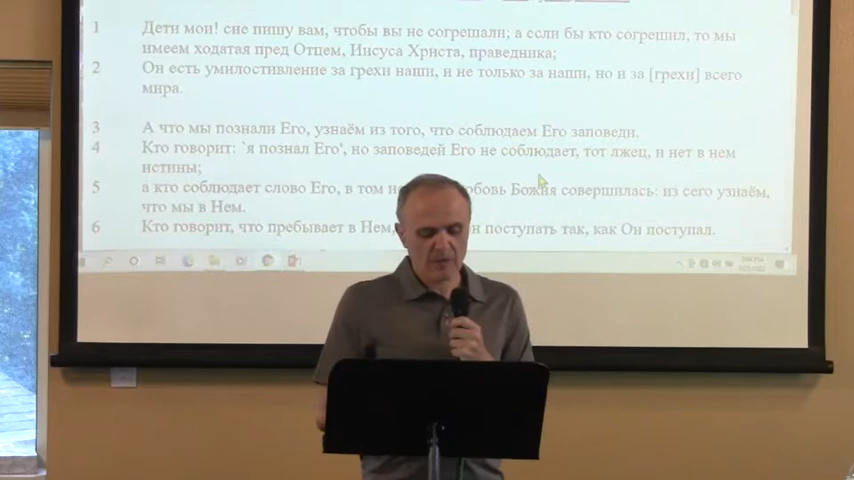 1 Дети мои! сие пишу вам, чтобы вы не согрешали; а если бы кто согрешил, то мы
имеем ходатая пред Отцем, Иисуса Христа, праведника;
2 Он есть умилостивление за грехи наши, и не только за наши, но и за [грехи] всего
мира.
3 А что мы познали Его, узнаём из того, что соблюдаем Его заповеди.
4 Кто говорит: `я познал Его', но заповедей Его не соблюдает, тот лжец, и нет в нем
истины;
5 а кто соблюдает слово Его, в том Божия совершилась: из сего узнаём,
что мы в Нем.
6 Кто говорит, что пребывает в Нем, поступать так, как Он поступал.